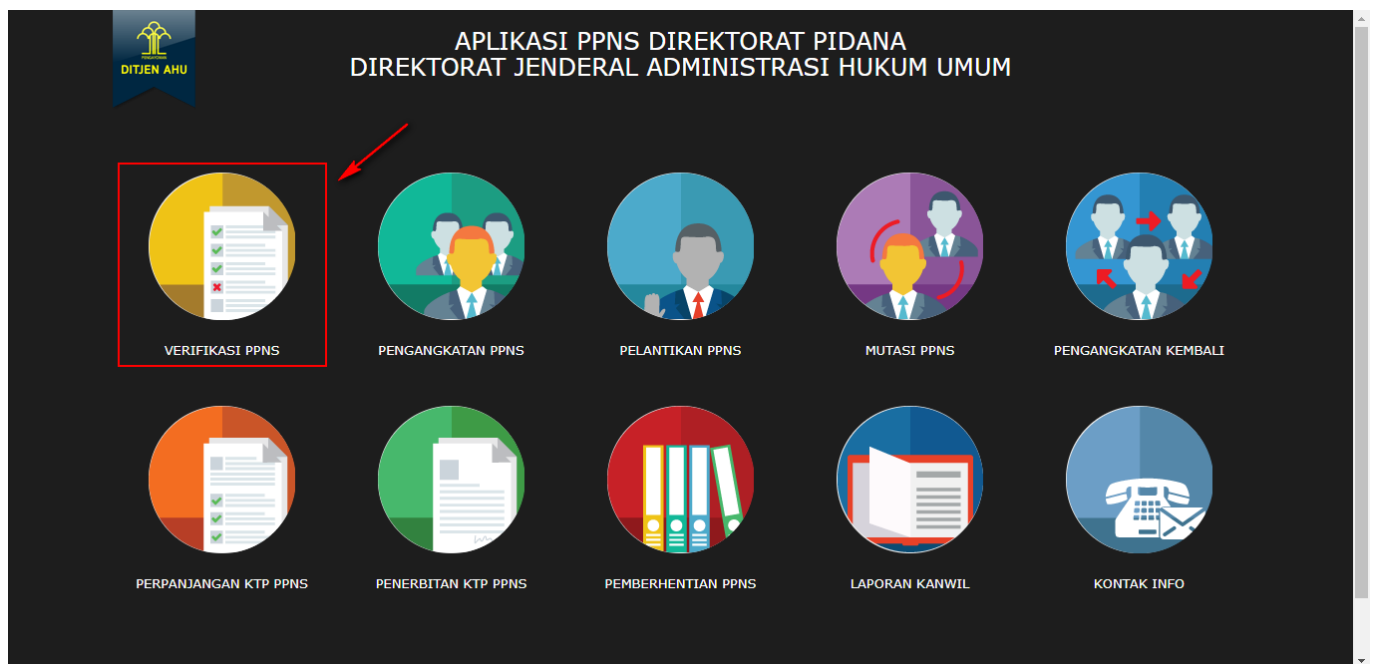 APLIKASI PPNS DIREKTORAT PIDANA
DIREKTORAT JENDERAL ADMINISTRASI HUKUM UMUM
PENGAYOMAN
DITJEN AHU
VERIFIKASI PPNS
PENGANGKATAN PPNS
PELANTIKAN PPNS
MUTASI PPNS
PENGANGKATAN KEMBALI
PERPANJANGAN KTP PPNS
PENERBITAN KTP PPNS
PEMBERHENTIAN PPNS
LAPORAN KANWIL
KONTAK INFO